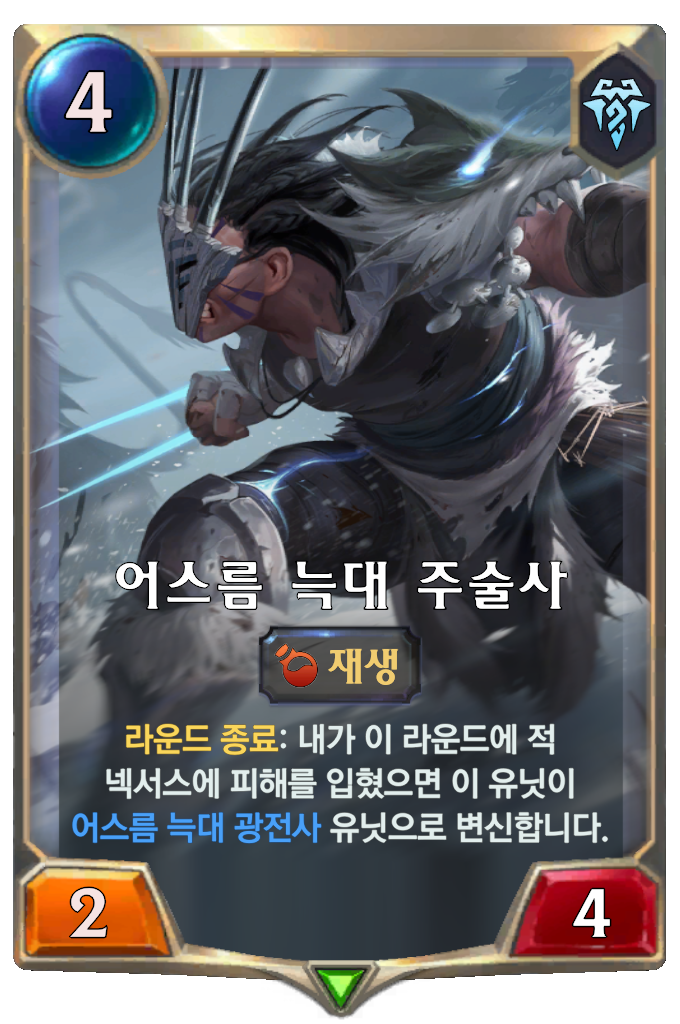 4
어스름 늑대 주술사
재생
라운드 종료: 내가 이 라운드에 적
넥서스에 피해를 입혔으면 이 유닛이
어스름 늑대 광전사 유닛으로 변신합니다.
2
4